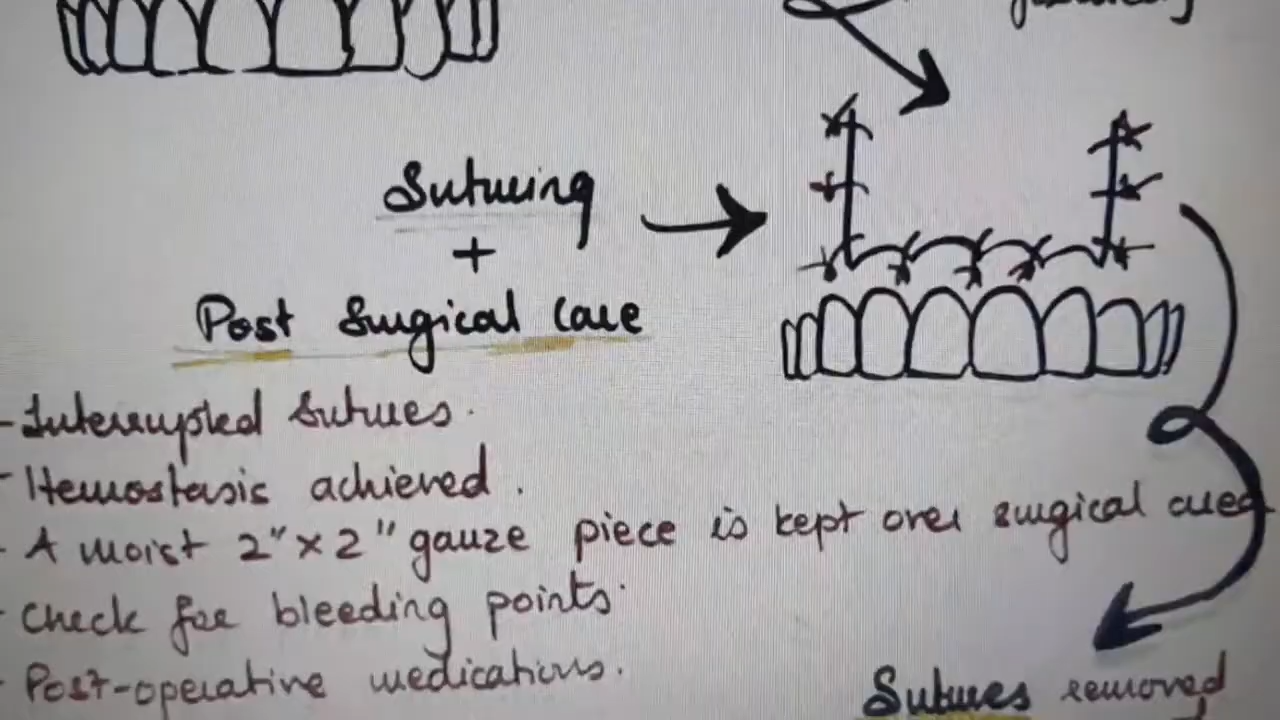 Suturing
+
Post Surgical Care
- Interrupted Sutures.
- Hemostasis achieved.
- A moist 2" x 2" gauze piece is kept over surgical area
- Check for bleeding points.
- Post-operative medications.
Sutures removed